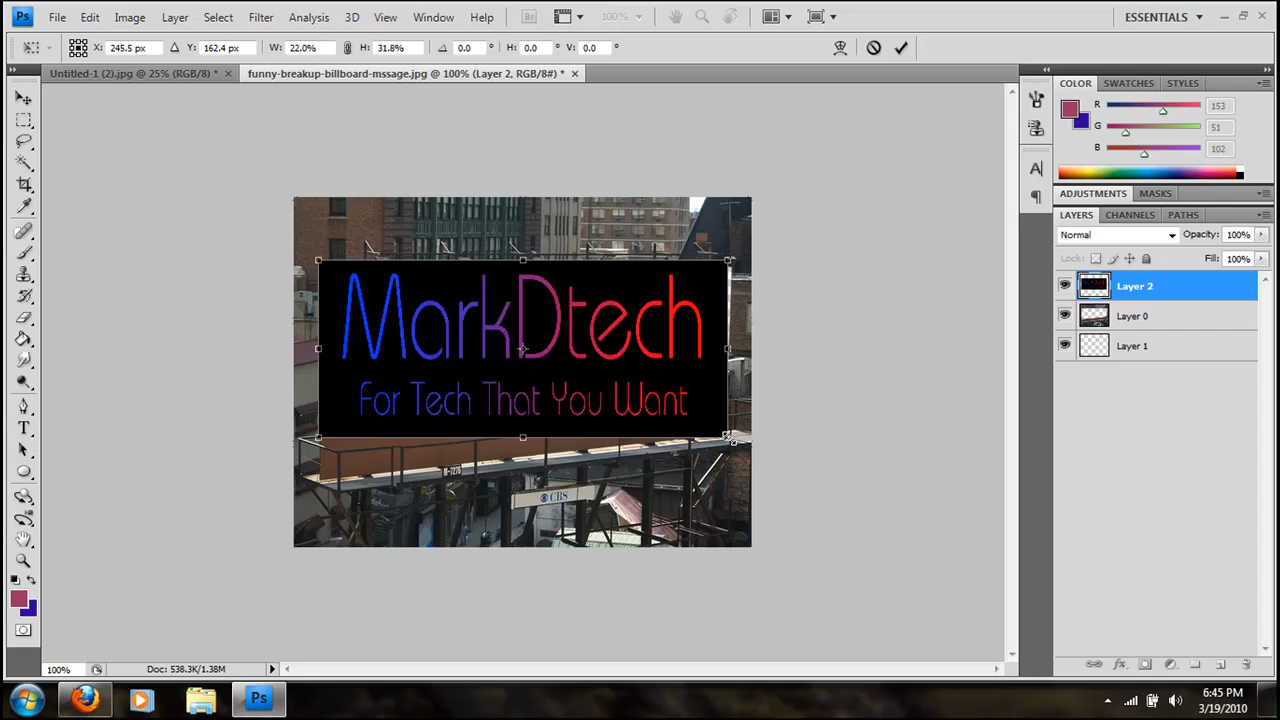 Ps File Edit Image Layer Select Filter Analysis 3D View Window Help Br 100% ESSENTIALS
X: 245.5 px Y: 162.4 px W: 22.0% H: 31.8% 0.0 ° H: 0.0 ° V: 0.0 °
Untitled-1 (2).jpg @ 25% (RGB/8) * × funny-breakup-billboard-mssage.jpg @ 100% (Layer 2, RGB/8#) * ×
COLOR SWATCHES STYLES
R 153
G 51
B 102
ADJUSTMENTS MASKS
LAYERS CHANNELS PATHS
Normal Opacity: 100%
Lock: Fill: 100%
Layer 2
Layer 0
Layer 1
MarkDtech
For Tech That You Want
CBS
100% Doc: 538.3K/1.38M
Ps
6:45 PM
3/19/2010